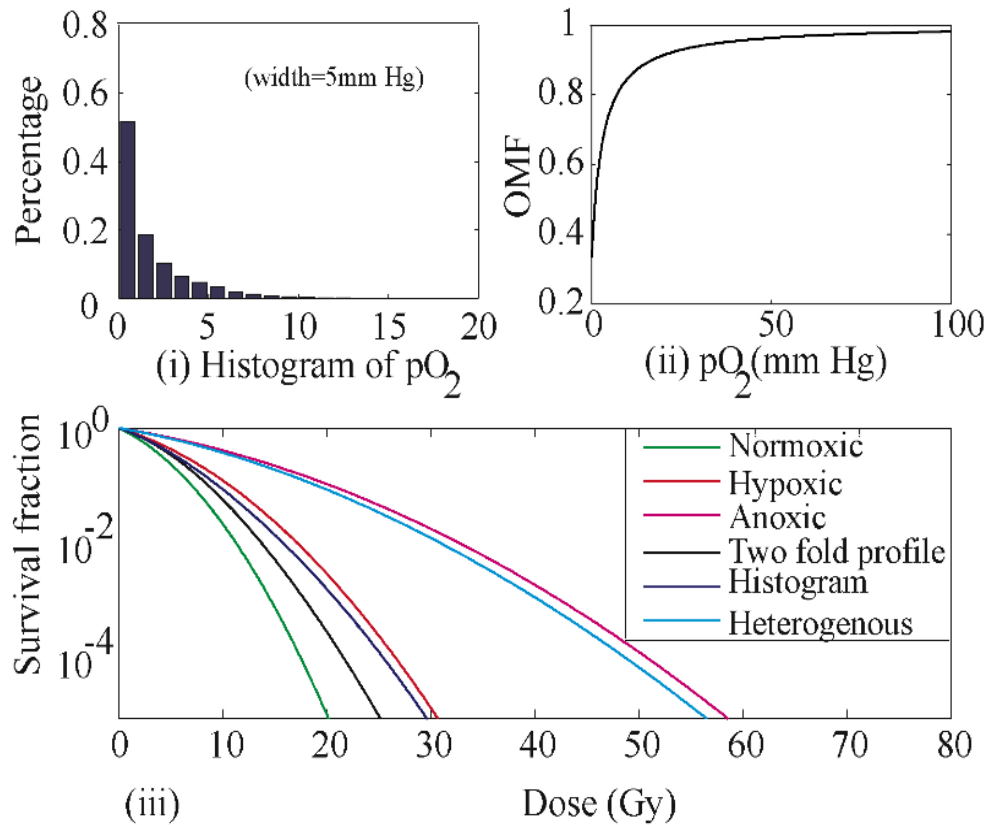 0.8
0.6
0.4
0.2
0
Percentage
(width=5mm Hg)
0 5 10 15 20
(i) Histogram of pO2
1
0.8
0.6
0.4
0.2
OMF
0 50 100
(ii) pO2(mm Hg)
10^0
10^-2
10^-4
Survival fraction
Normoxic
Hypoxic
Anoxic
Two fold profile
Histogram
Heterogenous
0 10 20 30 40 50 60 70 80
(iii) Dose (Gy)